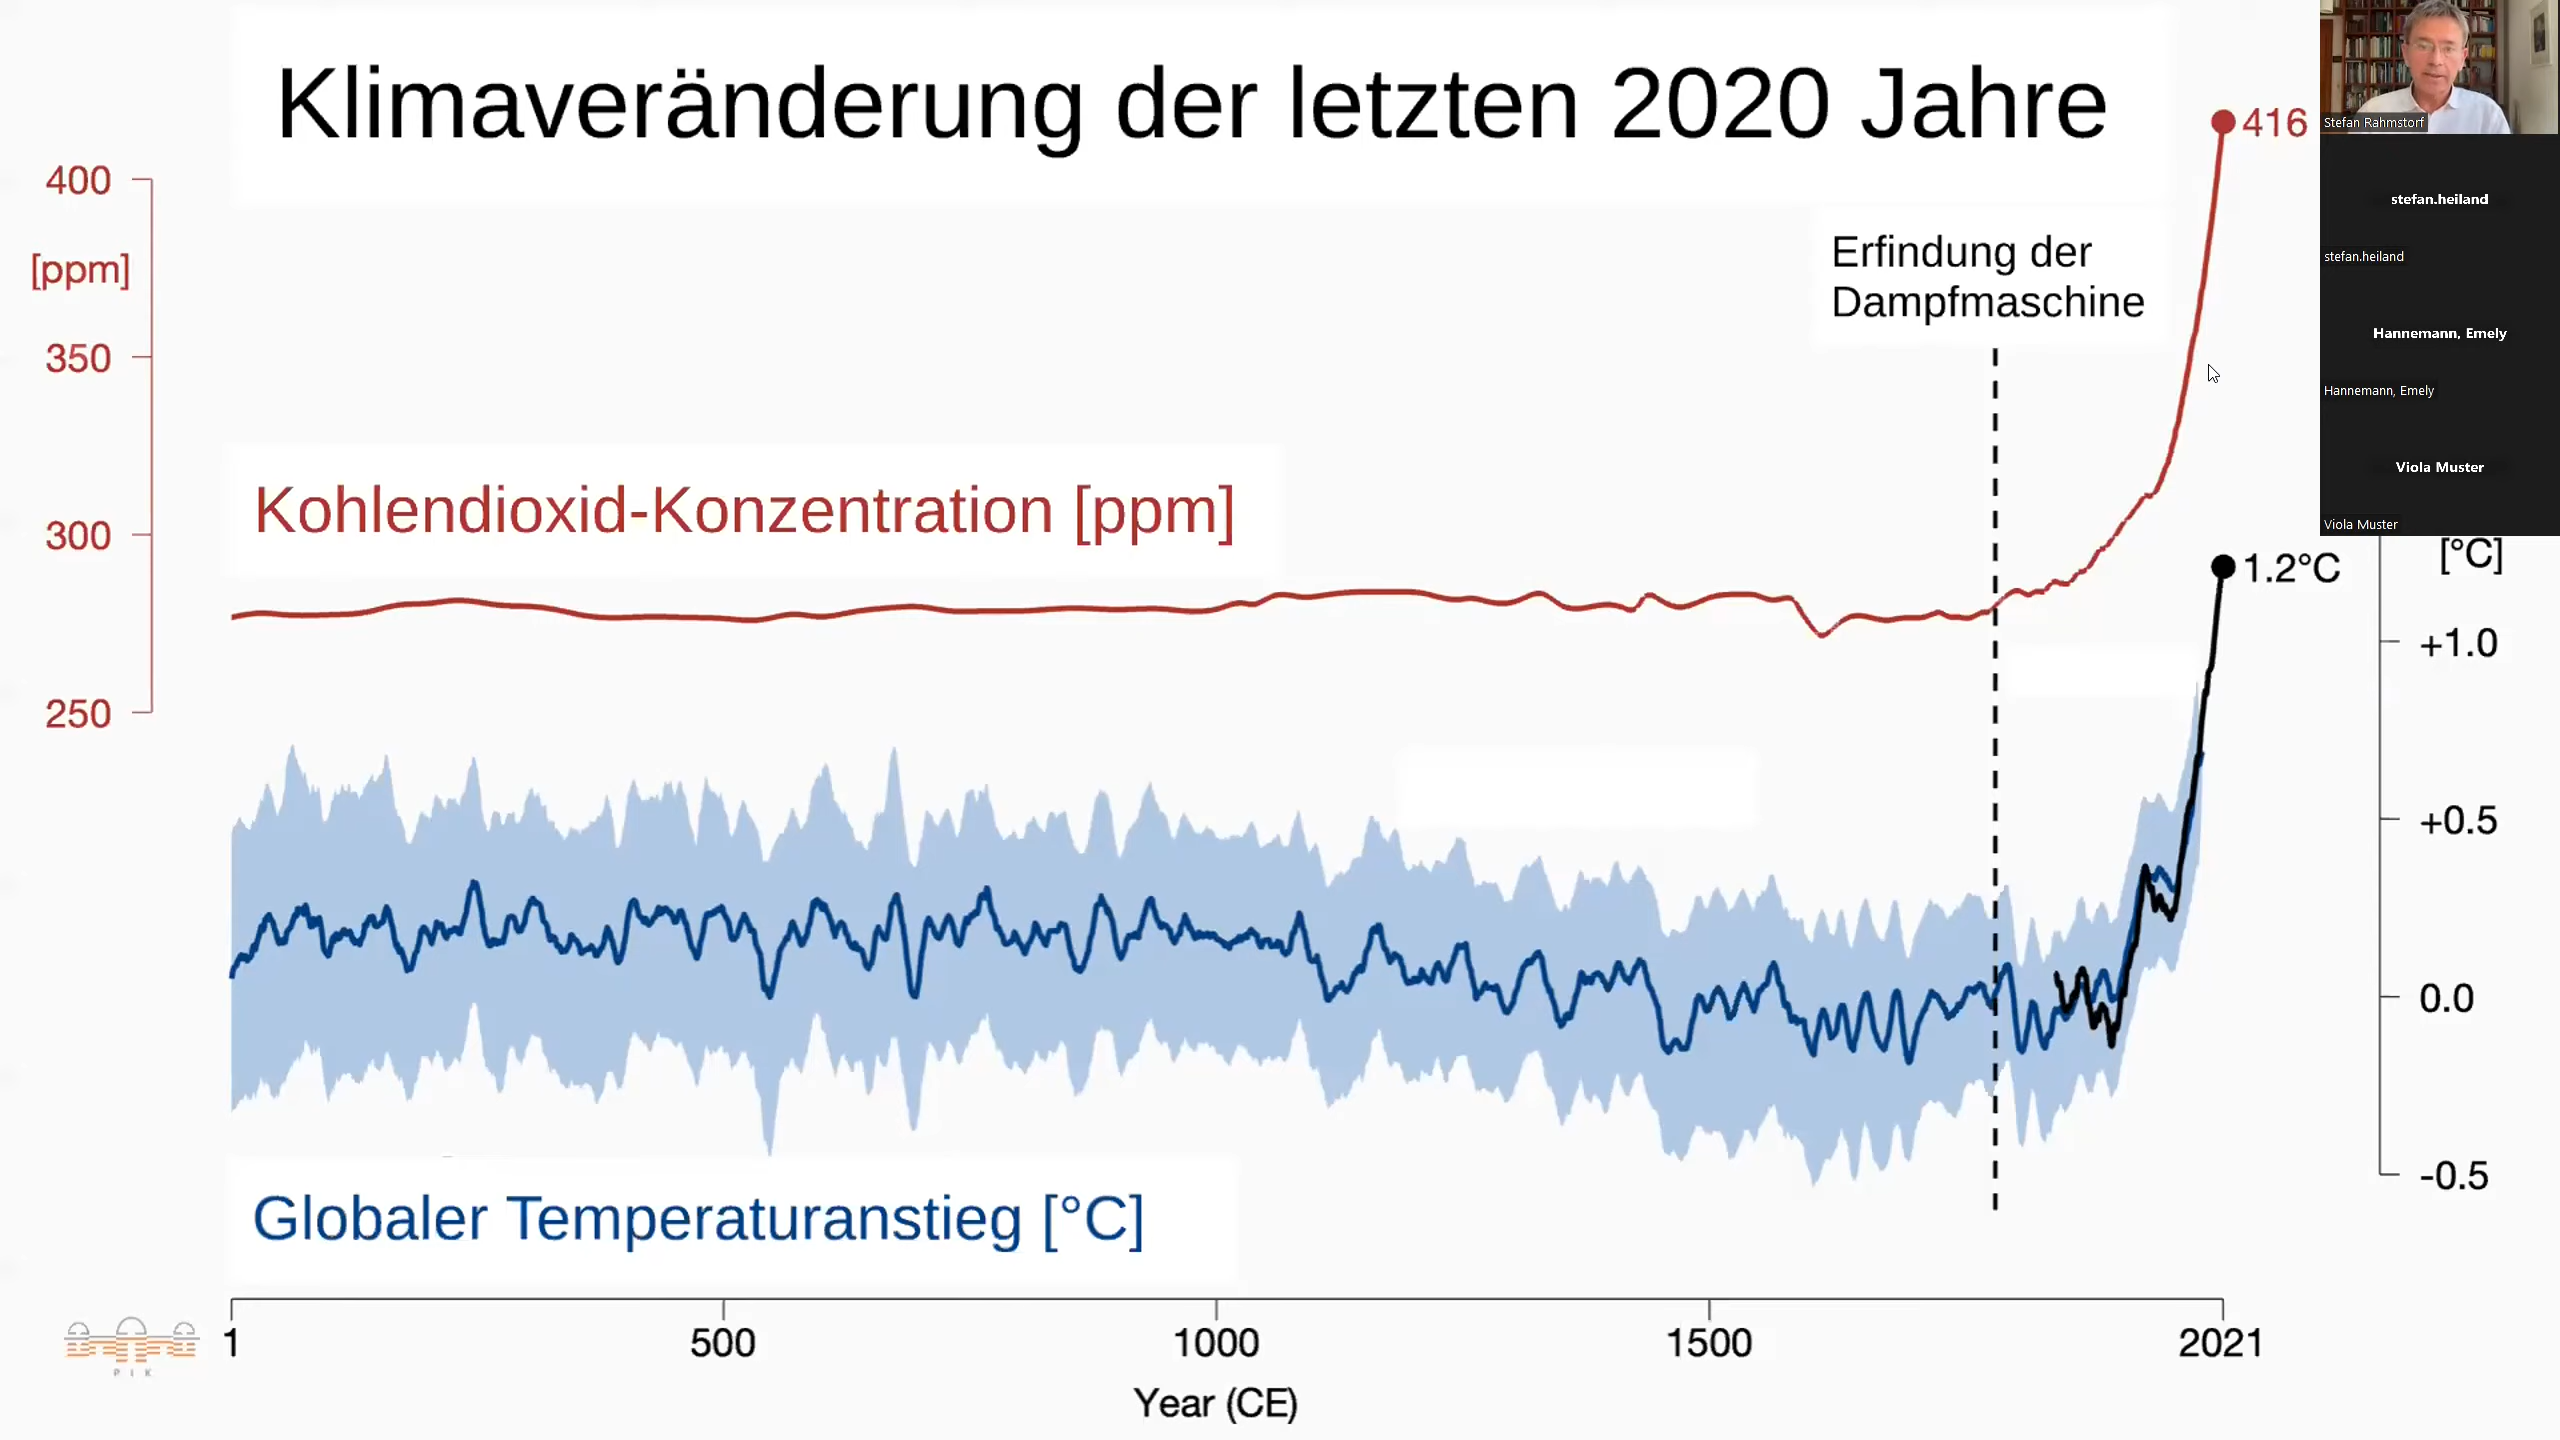 Klimaveränderung der letzten 2020 Jahre
416
Stefan Rahmstorf
400
stefan.heiland
stefan.heiland
Erfindung der
Dampfmaschine
[ppm]
Hannemann, Emely
350
Hannemann, Emely
Viola Muster
Viola Muster
Kohlendioxid-Konzentration [ppm]
300
[°C]
1.2°C
+1.0
250
+0.5
0.0
-0.5
Globaler Temperaturanstieg [°C]
1
500
1000
1500
2021
P I K
Year (CE)